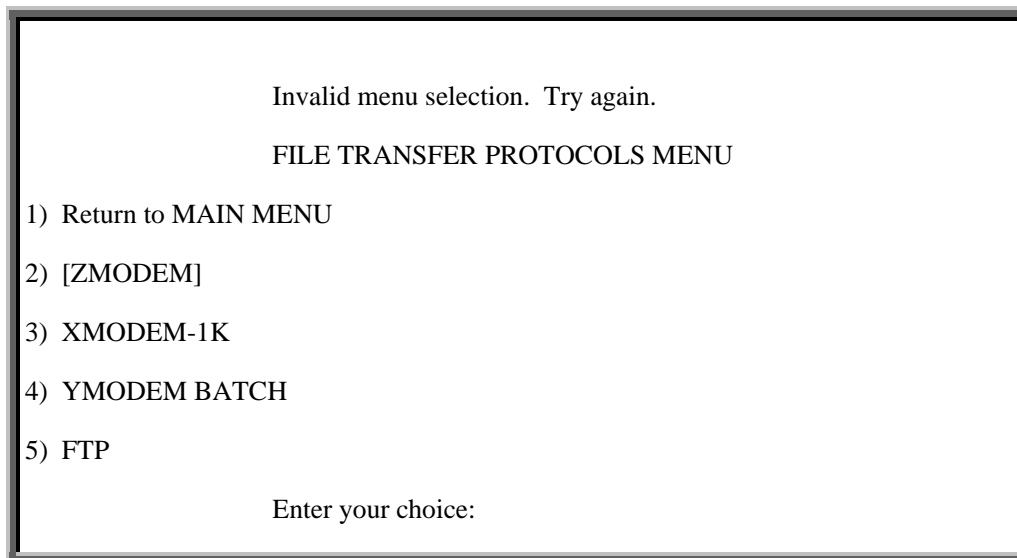 Invalid menu selection.  Try again.
FILE TRANSFER PROTOCOLS MENU
1)  Return to MAIN MENU
2)  [ZMODEM]
3)  XMODEM-1K
4)  YMODEM BATCH
5)  FTP
Enter your choice: